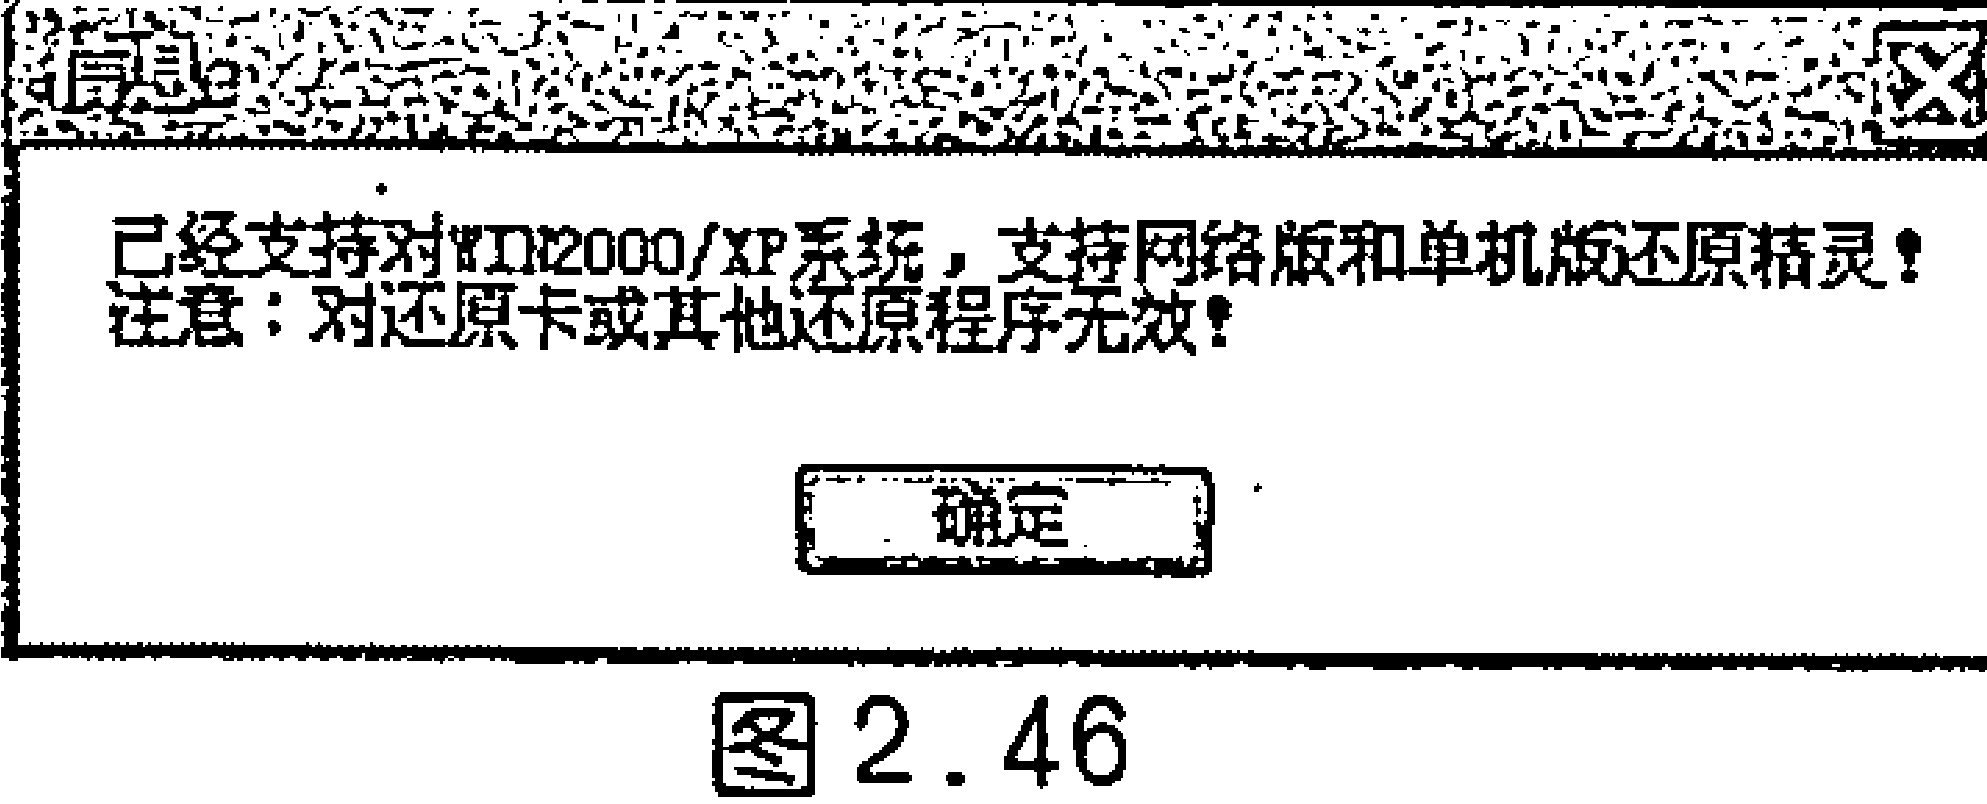 信息
已经支持对WIN2000/XP系统，支持网络版和单机版还原精灵！
注意：对还原卡或其他还原程序无效！
确定
图 2.46